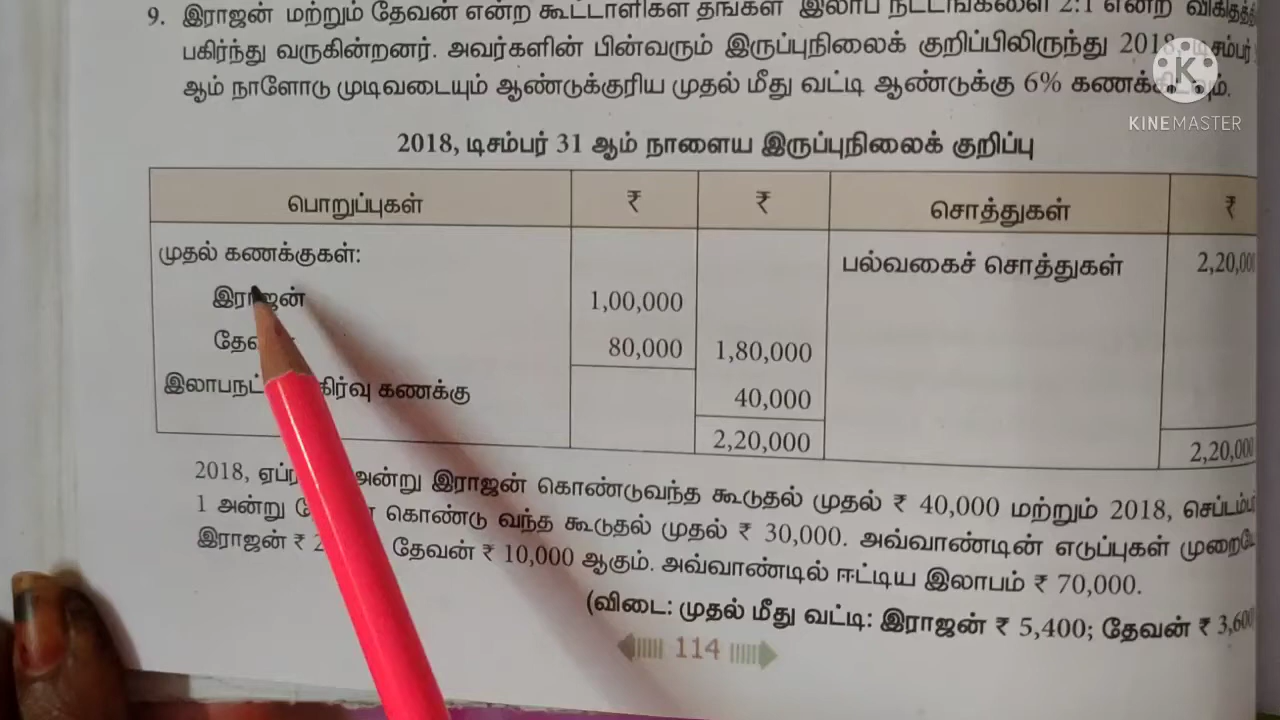 9. இராஜன் மற்றும் தேவன் என்ற கூட்டாளிகள் தங்கள் இலாப நட்டங்களை 2:1 என்ற
பகிர்ந்து வருகின்றனர். அவர்களின் பின்வரும் இருப்புநிலைக் குறிப்பிலிருந்து 2018,
ஆம் நாளோடு முடிவடையும் ஆண்டுக்குரிய முதல் மீது வட்டி ஆண்டுக்கு 6%
KINEMASTER
2018, டிசம்பர் 31 ஆம் நாளைய இருப்புநிலைக் குறிப்பு
பொறுப்புகள் ₹ ₹ சொத்துகள் ₹
முதல் கணக்குகள்: பல்வகைச் சொத்துகள் 2,20,000
இராஜன் 1,00,000
80,000 1,80,000
கணக்கு 40,000
2,20,000 2,20,000
2018, அன்று இராஜன் கொண்டுவந்த கூடுதல் முதல் ₹ 40,000 மற்றும் 2018,
1 அன்று கொண்டு வந்த கூடுதல் முதல் ₹ 30,000. அவ்வாண்டின் எடுப்புகள்
இராஜன் ₹ தேவன் ₹ 10,000 ஆகும். அவ்வாண்டில் ஈட்டிய இலாபம் ₹ 70,000.
(விடை: முதல் மீது வட்டி: இராஜன் ₹ 5,400; தேவன் ₹ 3,600
114